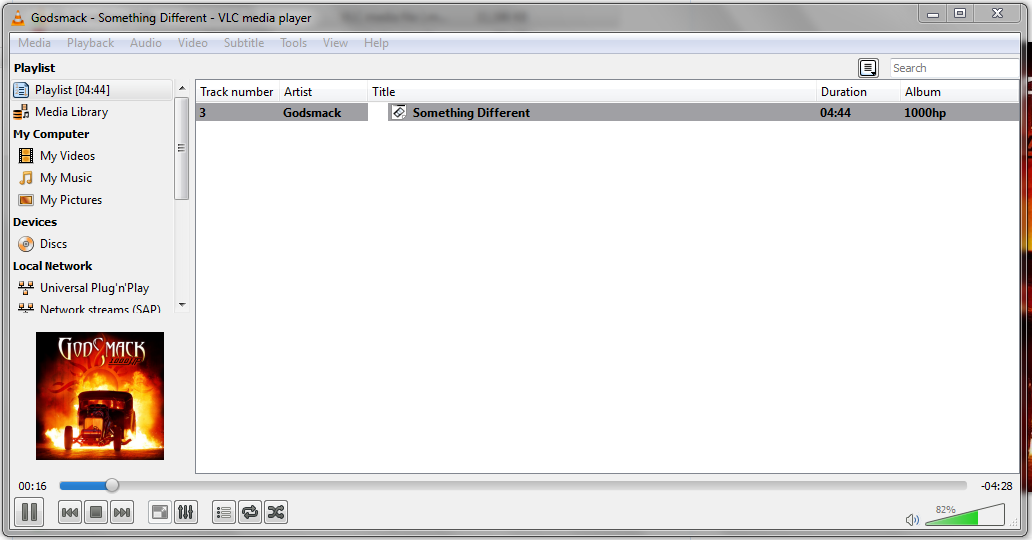 Godsmack - Something Different - VLC media player
Media Playback Audio Video Subtitle Tools View Help
Playlist
Search
Playlist [04:44]
Media Library
My Computer
My Videos
My Music
My Pictures
Devices
Discs
Local Network
Universal Plug'n'Play
Network streams (SAP)
Track number Artist Title Duration Album
3 Godsmack Something Different 04:44 1000hp
GODSMACK
00:16 -04:28
82%